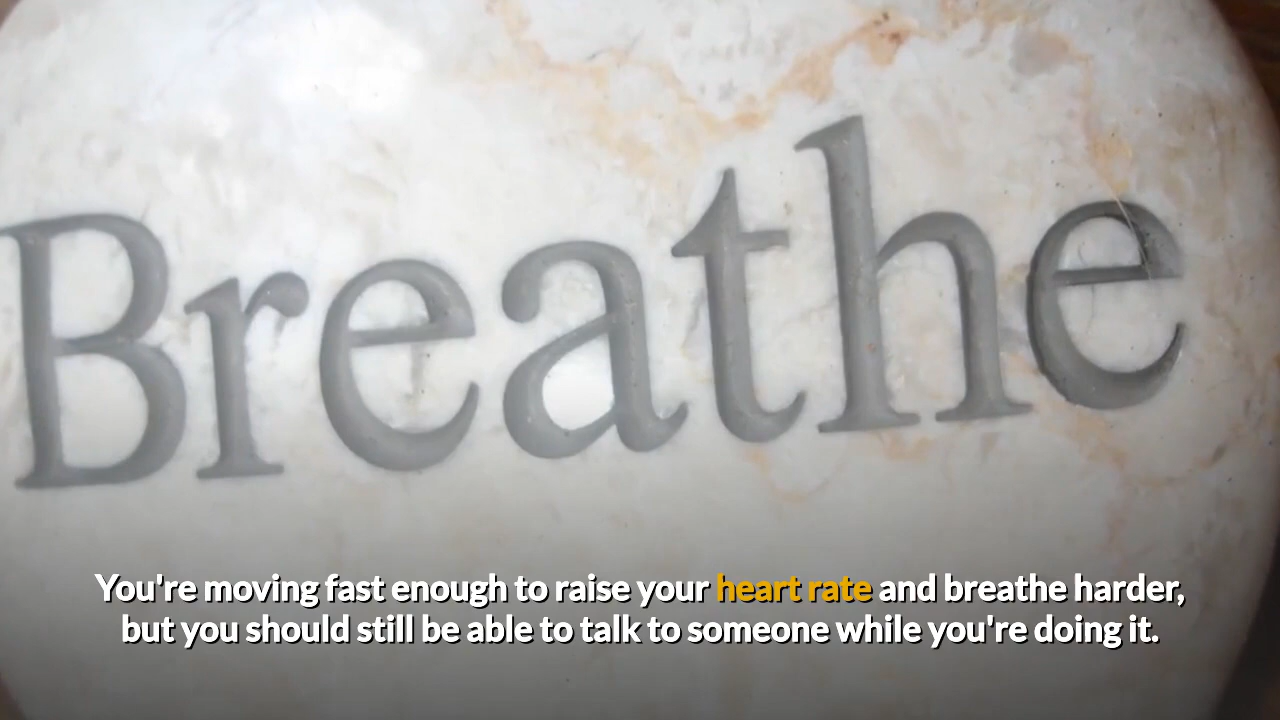 Breathe
You're moving fast enough to raise your heart rate and breathe harder,
but you should still be able to talk to someone while you're doing it.